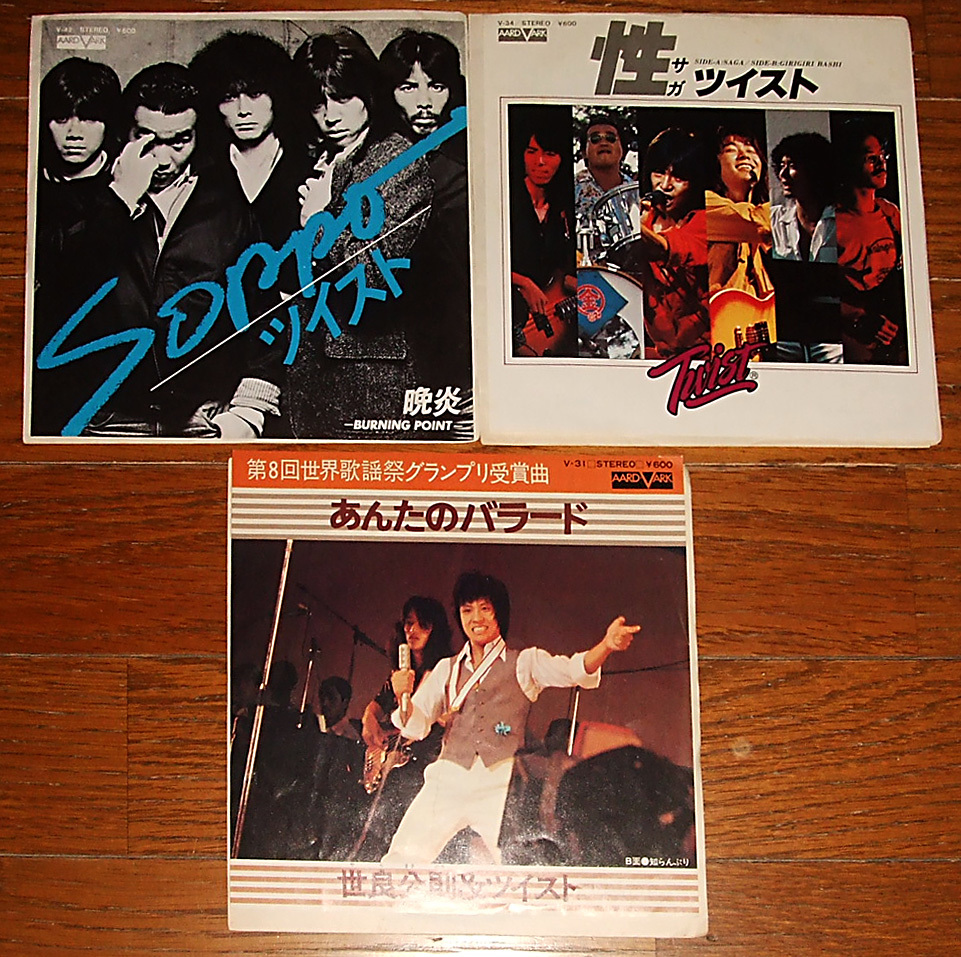 V-32 STEREO ¥600
AARD VARK
Soppo
ツイスト
晩炎
—BURNING POINT—
V-34 STEREO ¥600
AARD VARK
性
サガ
SIDE-A:SAGA / SIDE-B:GIRIGIRI BASHI
ツイスト
金
Twist®
第8回世界歌謡祭グランプリ受賞曲
V-31□STEREO□¥600
AARD VARK
あんたのバラード
B面●知らんぷり
世良公則&ツイスト